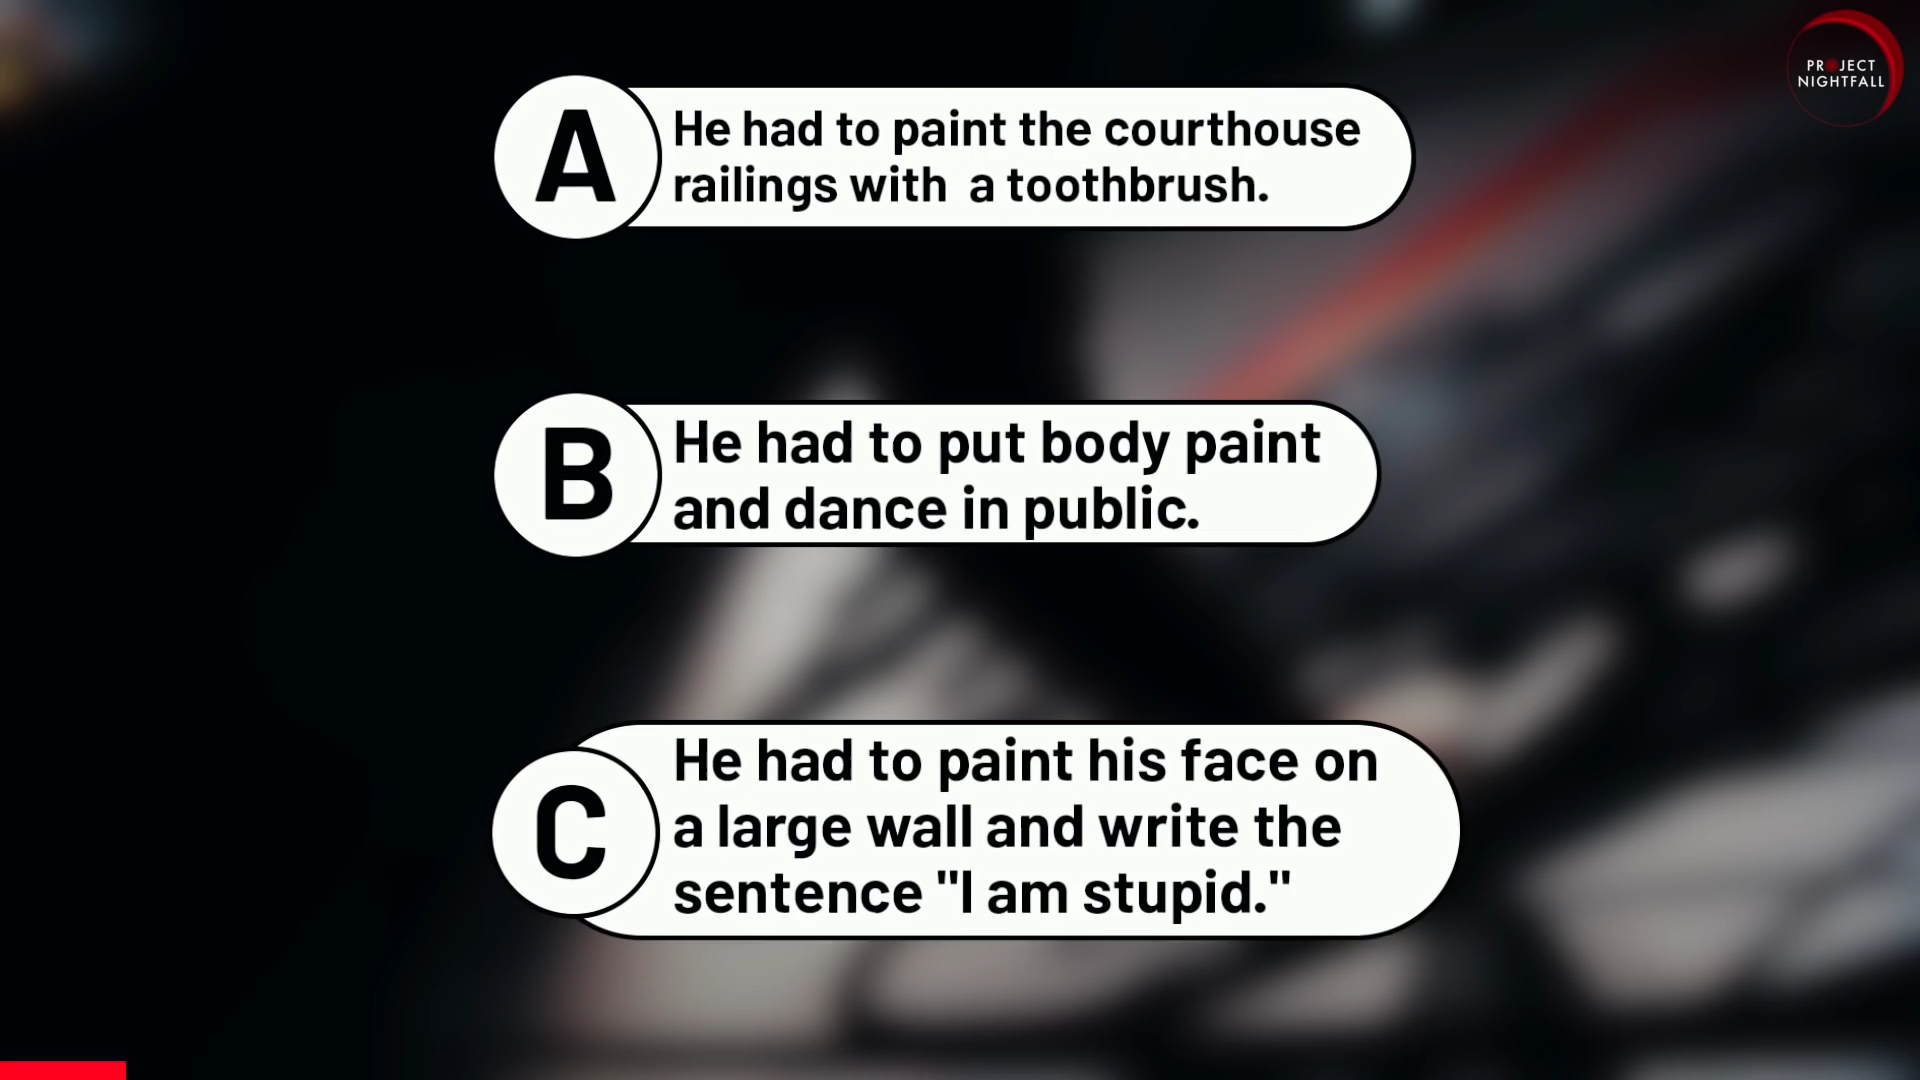 PROJECT
NIGHTFALL
A
He had to paint the courthouse
railings with  a toothbrush.
B
He had to put body paint
and dance in public.
C
He had to paint his face on
a large wall and write the
sentence "I am stupid."